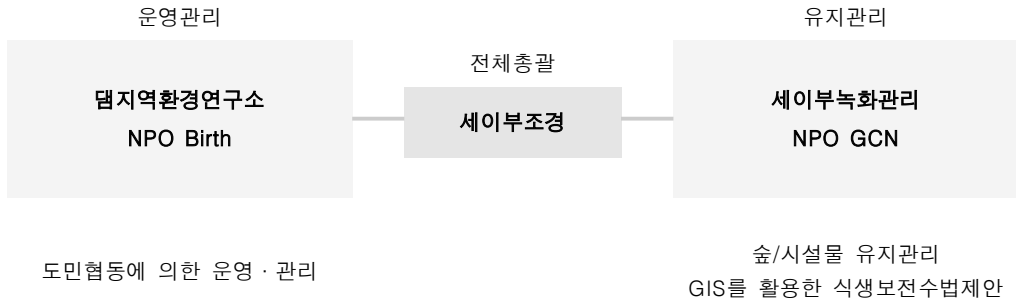 운영관리
댐지역환경연구소
NPO Birth
전체총괄
세이부조경
유지관리
세이부녹화관리
NPO GCN
도민협동에 의한 운영 · 관리
숲/시설물 유지관리
GIS를 활용한 식생보전수법제안